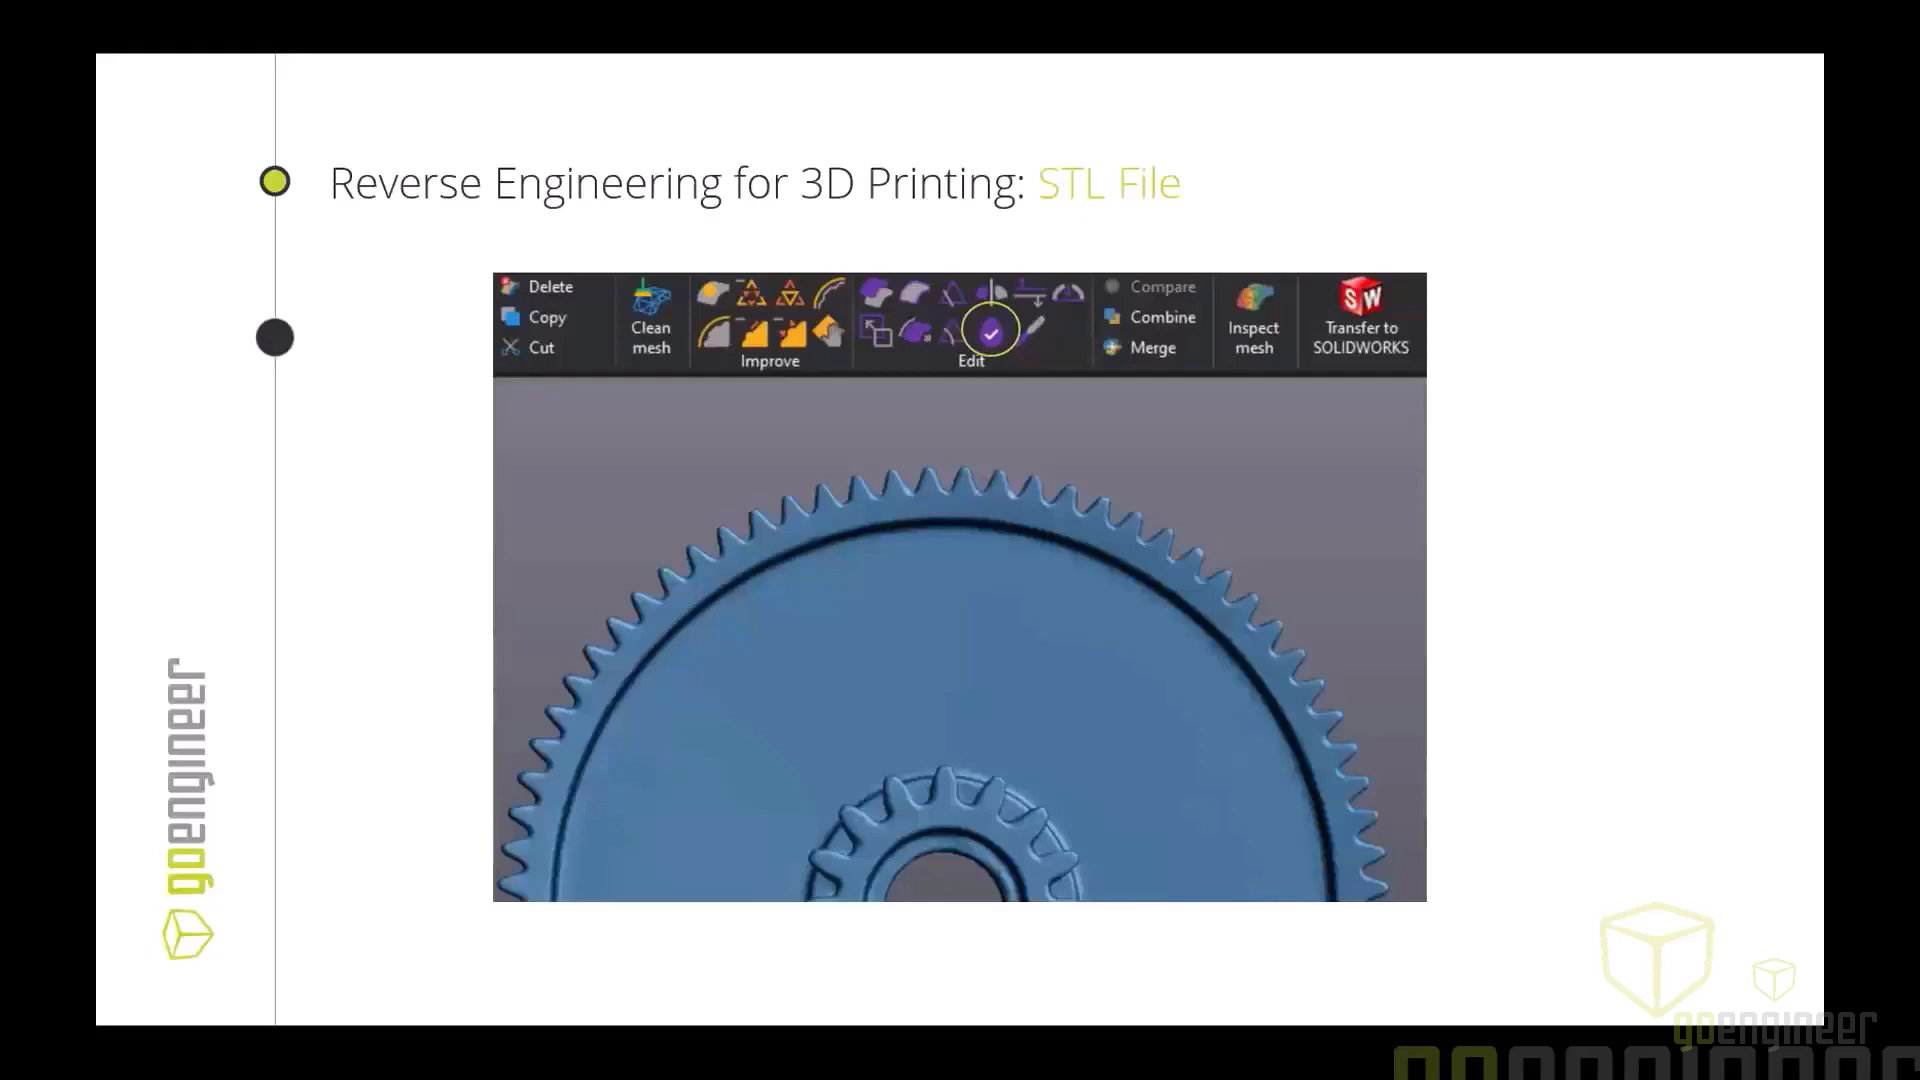 Reverse Engineering for 3D Printing: STL File
Delete
Copy
Cut
Clean
mesh
Improve
Edit
Compare
Combine
Merge
Inspect
mesh
SW
Transfer to
SOLIDWORKS
goengineer
goengineer
goengineer